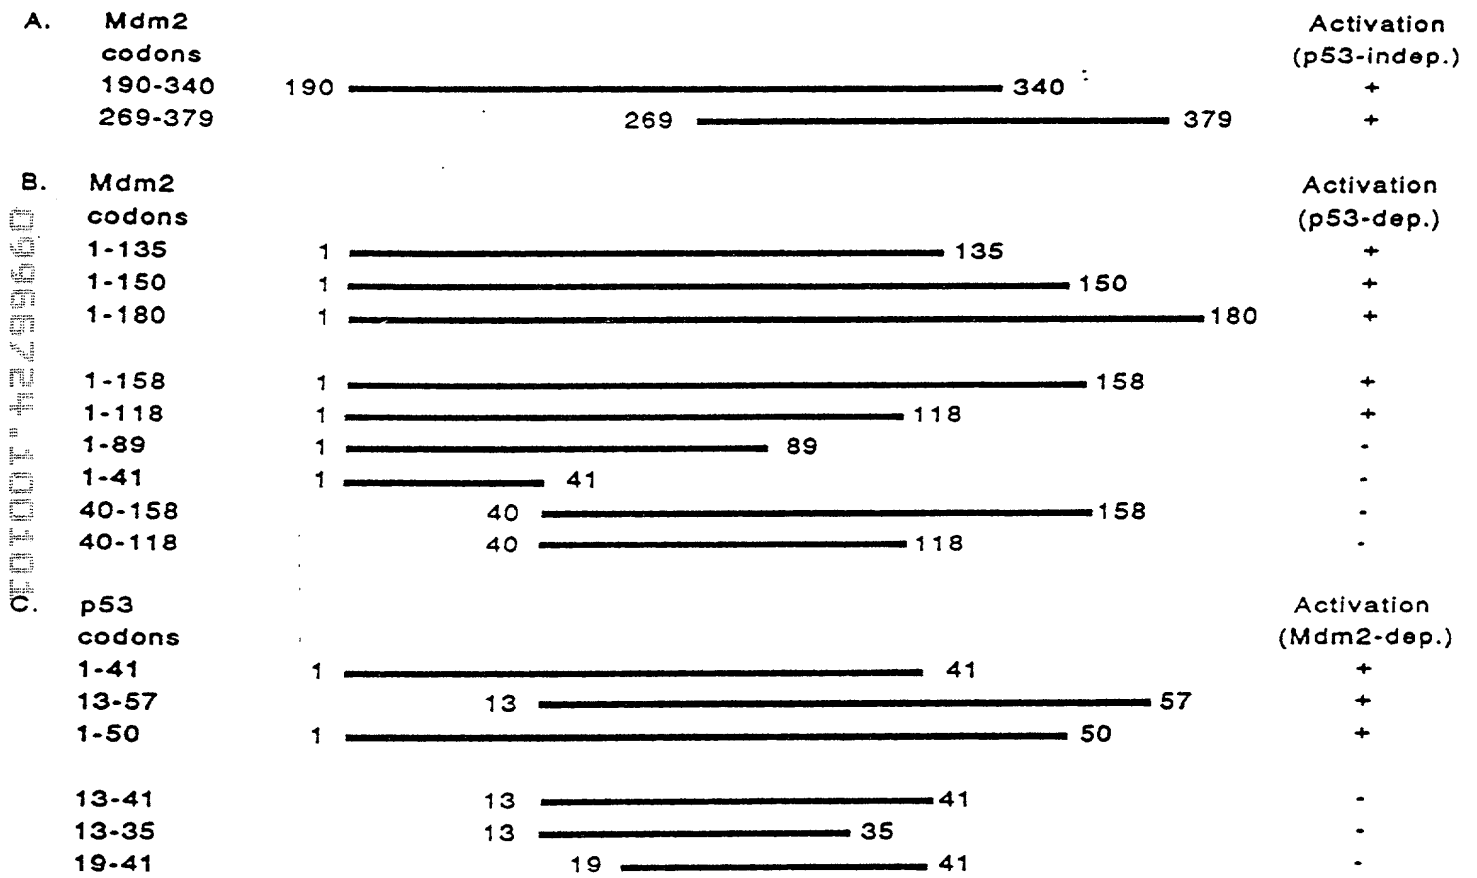 A. Mdm2 Activation
codons (p53-indep.)
190-340 190 340 +
269-379 269 379 +
B. Mdm2 Activation
codons (p53-dep.)
1-135 1 135 +
1-150 1 150 +
1-180 1 180 +
1-158 1 158 +
1-118 1 118 +
1-89 1 89 -
1-41 1 41 -
40-158 40 158 -
40-118 40 118 -
C. p53 Activation
codons (Mdm2-dep.)
1-41 1 41 +
13-57 13 57 +
1-50 1 50 +
13-41 13 41 -
13-35 13 35 -
19-41 19 41 -
09966724.100101